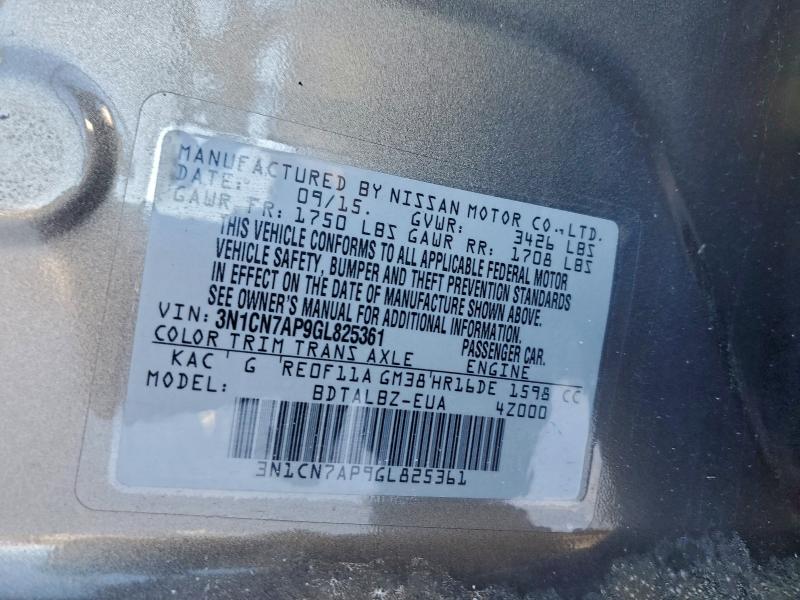 MANUFACTURED BY NISSAN MOTOR CO., LTD.
DATE: 09/15. GVWR: 3426 LBS
GAWR FR: 1750 LBS GAWR RR: 1708 LBS
THIS VEHICLE CONFORMS TO ALL APPLICABLE FEDERAL MOTOR
VEHICLE SAFETY, BUMPER AND THEFT PREVENTION STANDARDS
IN EFFECT ON THE DATE OF MANUFACTURE SHOWN ABOVE.
SEE OWNER'S MANUAL FOR ADDITIONAL INFORMATION.
VIN: 3N1CN7AP9GL825361 PASSENGER CAR.
COLOR TRIM TRANS AXLE ENGINE
KAC G RE0F11A GM38 HR16DE 1598 CC
MODEL: BDTALBZ-EUA 4Z000
3N1CN7AP9GL825361